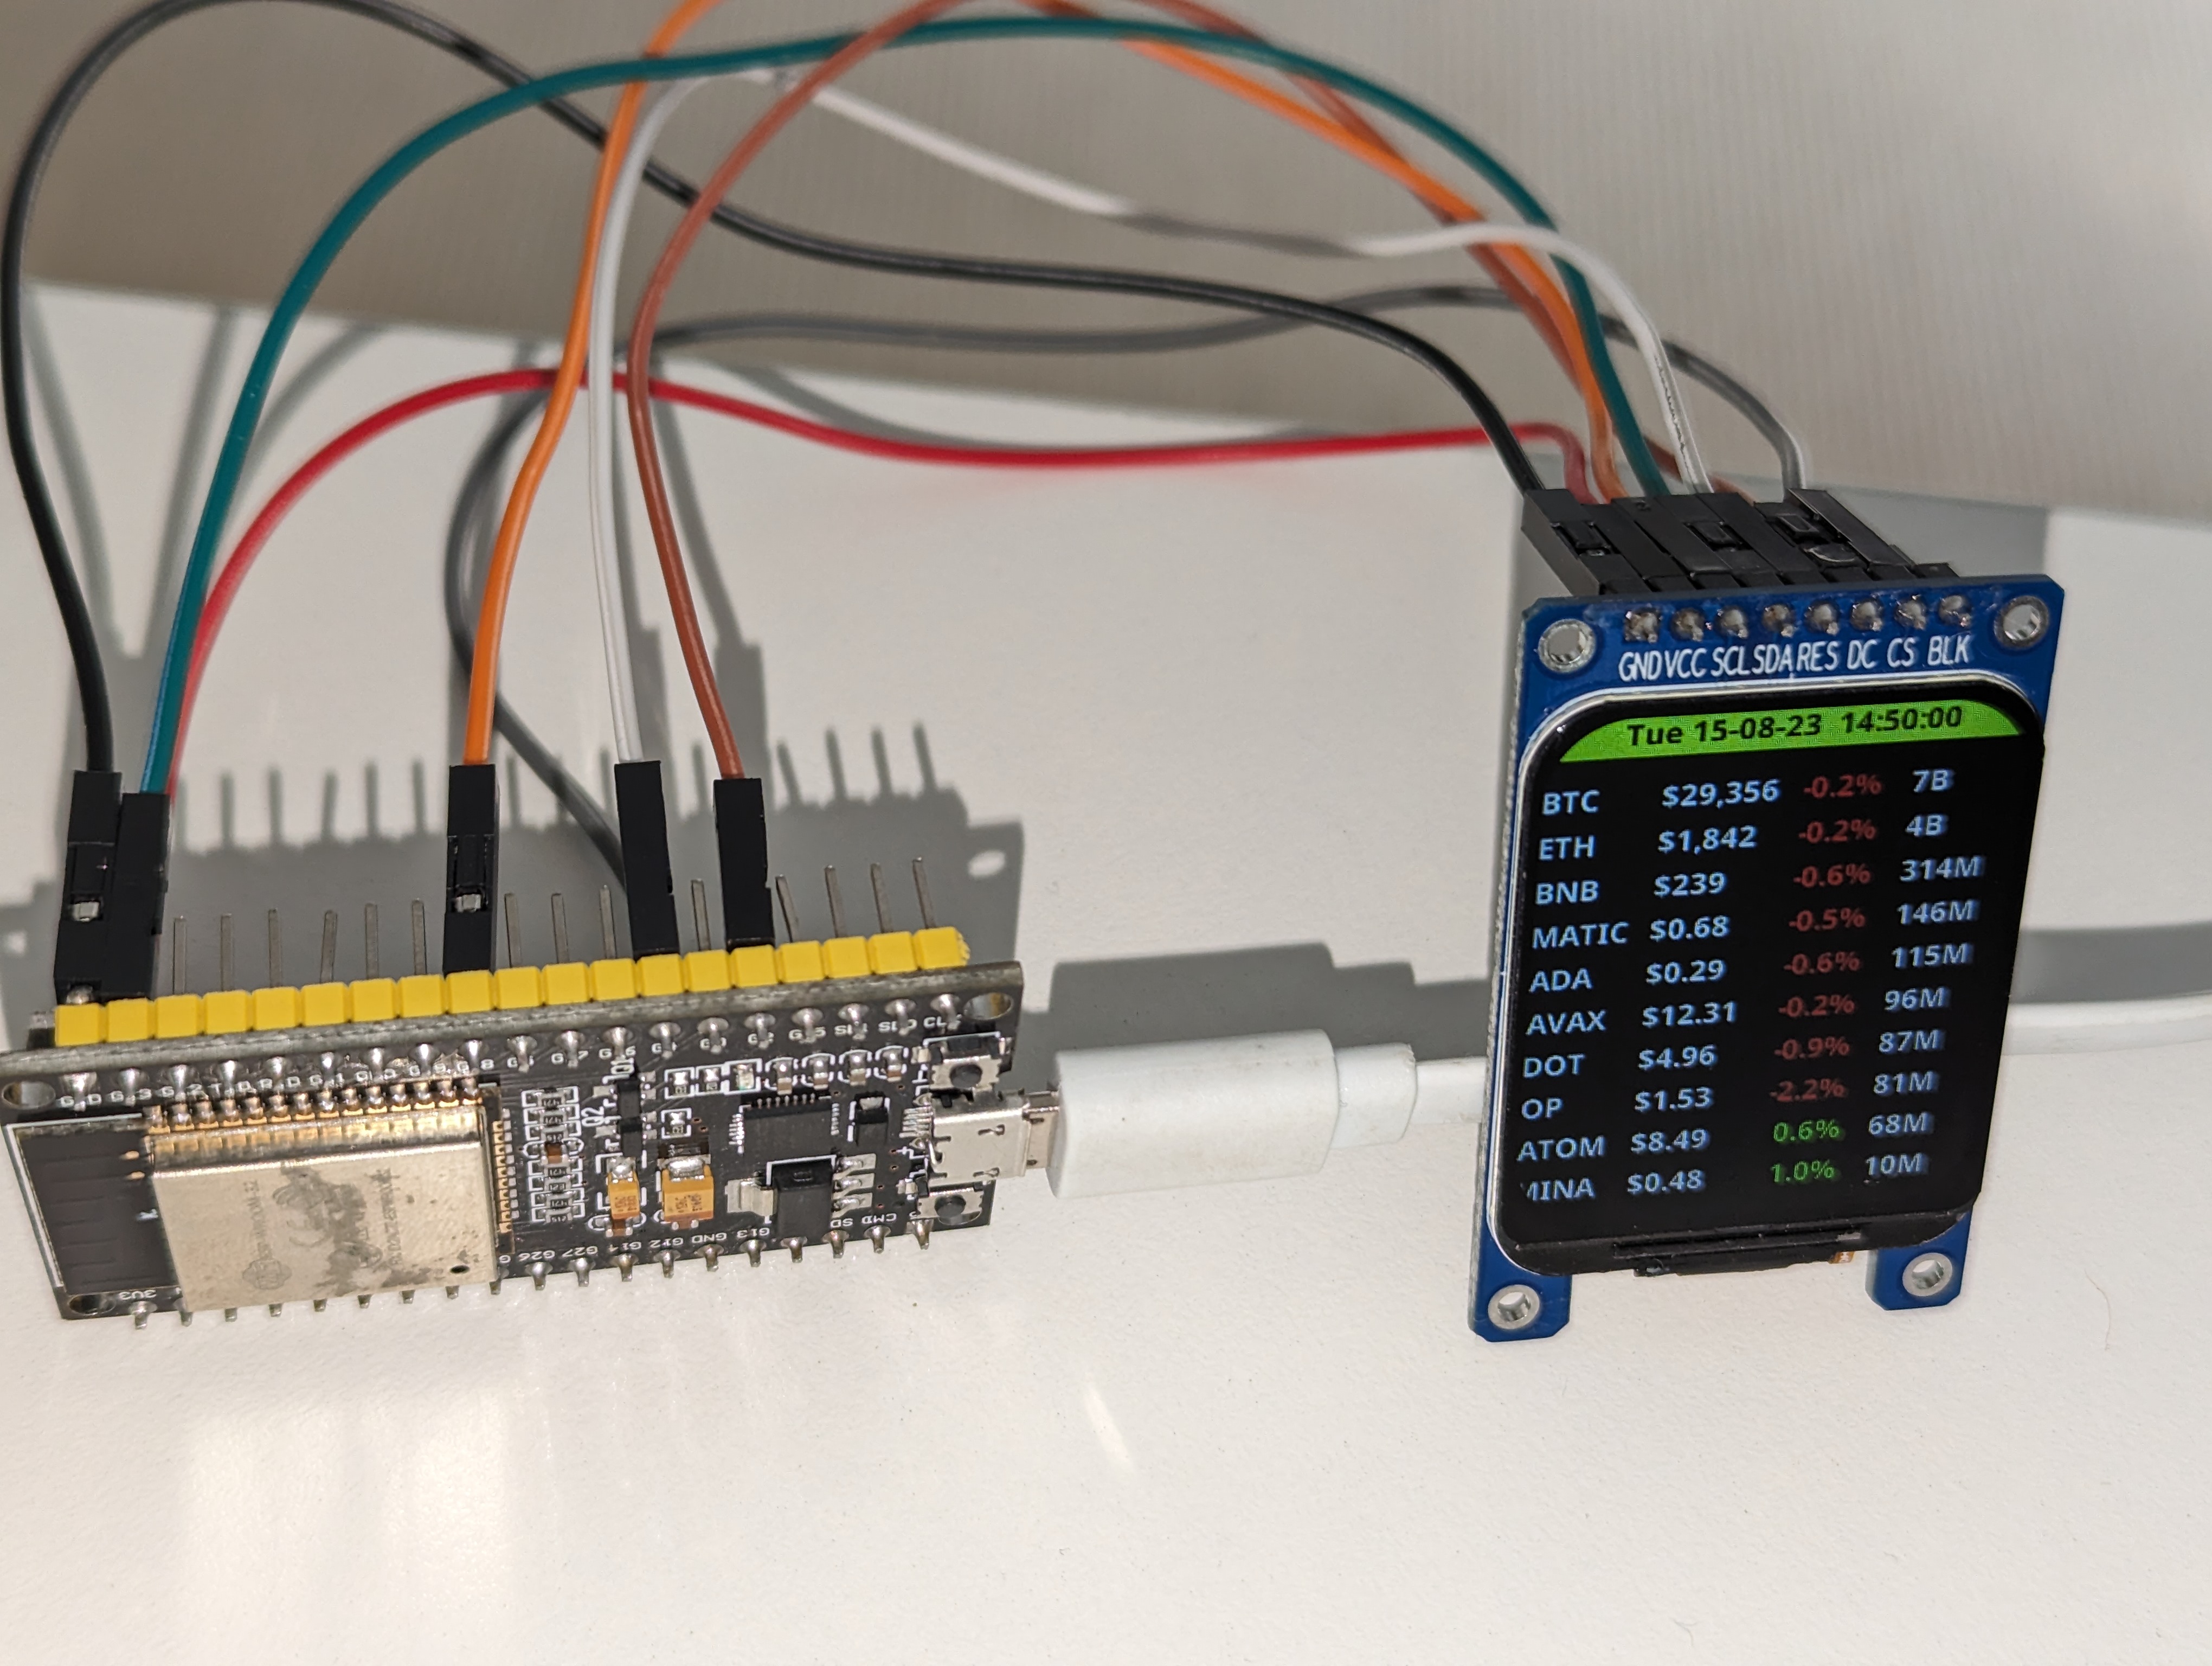 GND VCC SCL SDA RES DC CS BLK
Tue 15-08-23 14:50:00
BTC $29,356 -0.2% 7B
ETH $1,842 -0.2% 4B
BNB $239 -0.6% 314M
MATIC $0.68 -0.5% 146M
ADA $0.29 -0.6% 115M
AVAX $12.31 -0.2% 96M
DOT $4.96 -0.9% 87M
OP $1.53 -2.2% 81M
ATOM $8.49 0.6% 68M
MINA $0.48 1.0% 10M
Q2
3V3 G26 G27 G14 G12 GND G13 SD CMD